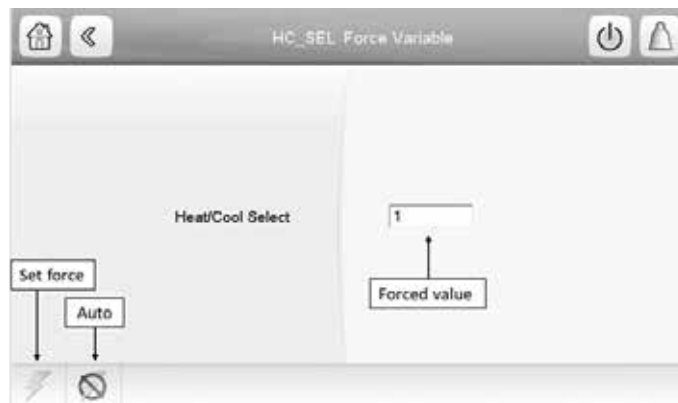 HC_SEL Force Variable
Heat/Cool Select
1
Set force
Forced value
Auto